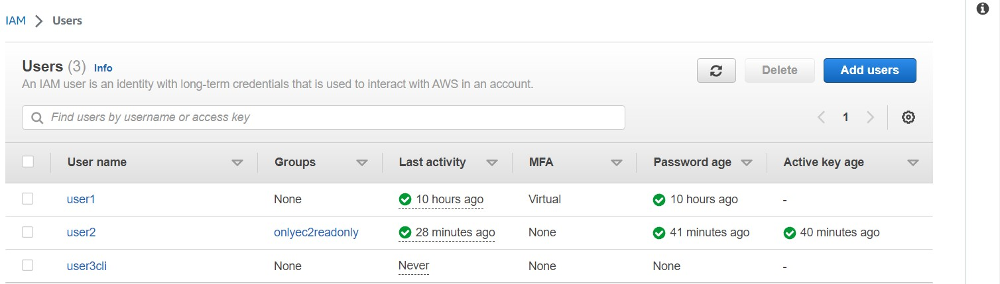 IAM > Users
Users (3) Info
An IAM user is an identity with long-term credentials that is used to interact with AWS in an account.
Delete
Add users
Find users by username or access key
1
User name Groups Last activity MFA Password age Active key age
user1 None 10 hours ago Virtual 10 hours ago -
user2 onlyec2readonly 28 minutes ago None 41 minutes ago 40 minutes ago
user3cli None Never None None -